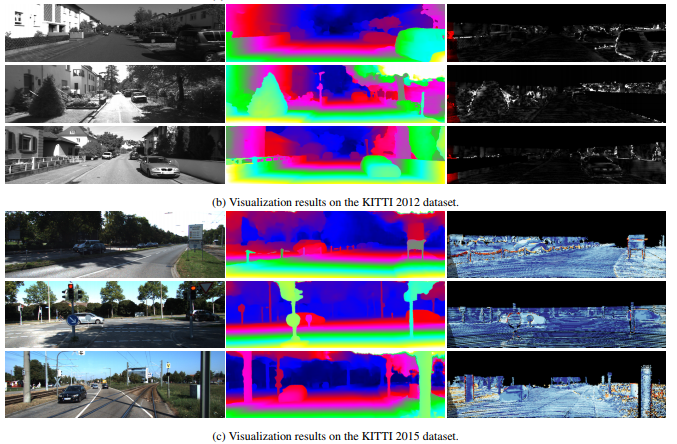 (b) Visualization results on the KITTI 2012 dataset.
(c) Visualization results on the KITTI 2015 dataset.